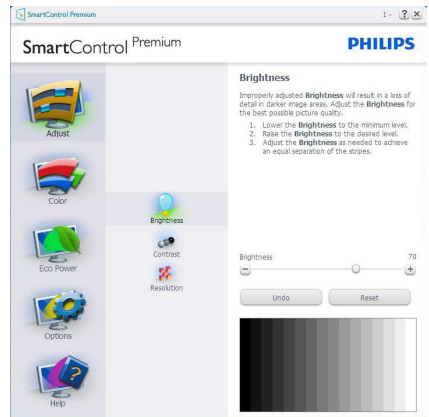 SmartControl Premium
1 - ? X
SmartControl Premium
PHILIPS
Adjust
Color
Eco Power
Options
Help
Brightness
Contrast
Resolution
Brightness
Improperly adjusted Brightness will result in a loss of
detail in darker image areas. Adjust the Brightness for
the best possible picture quality.
1. Lower the Brightness to the minimum level.
2. Raise the Brightness to the desired level.
3. Adjust the Brightness as needed to achieve
an equal separation of the stripes.
Brightness 70
Undo Reset